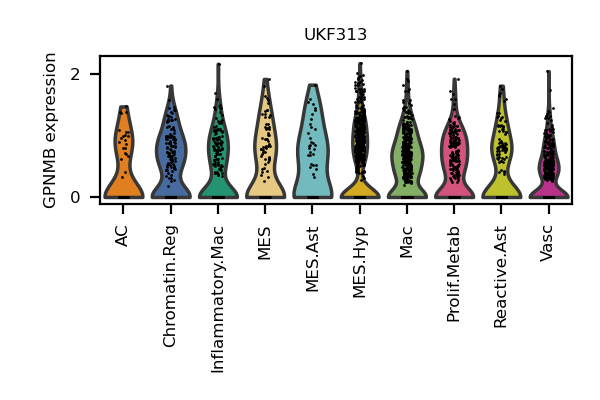 UKF313
GPNMB expression
2
0
AC
Chromatin.Reg
Inflammatory.Mac
MES
MES.Ast
MES.Hyp
Mac
Prolif.Metab
Reactive.Ast
Vasc